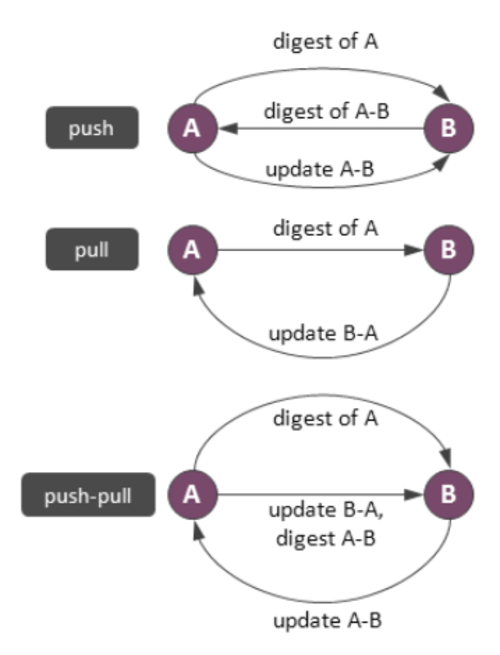 digest of A
push
A
digest of A-B
B
update A-B
pull
A
digest of A
B
update B-A
digest of A
push-pull
A
update B-A,
digest A-B
B
update A-B